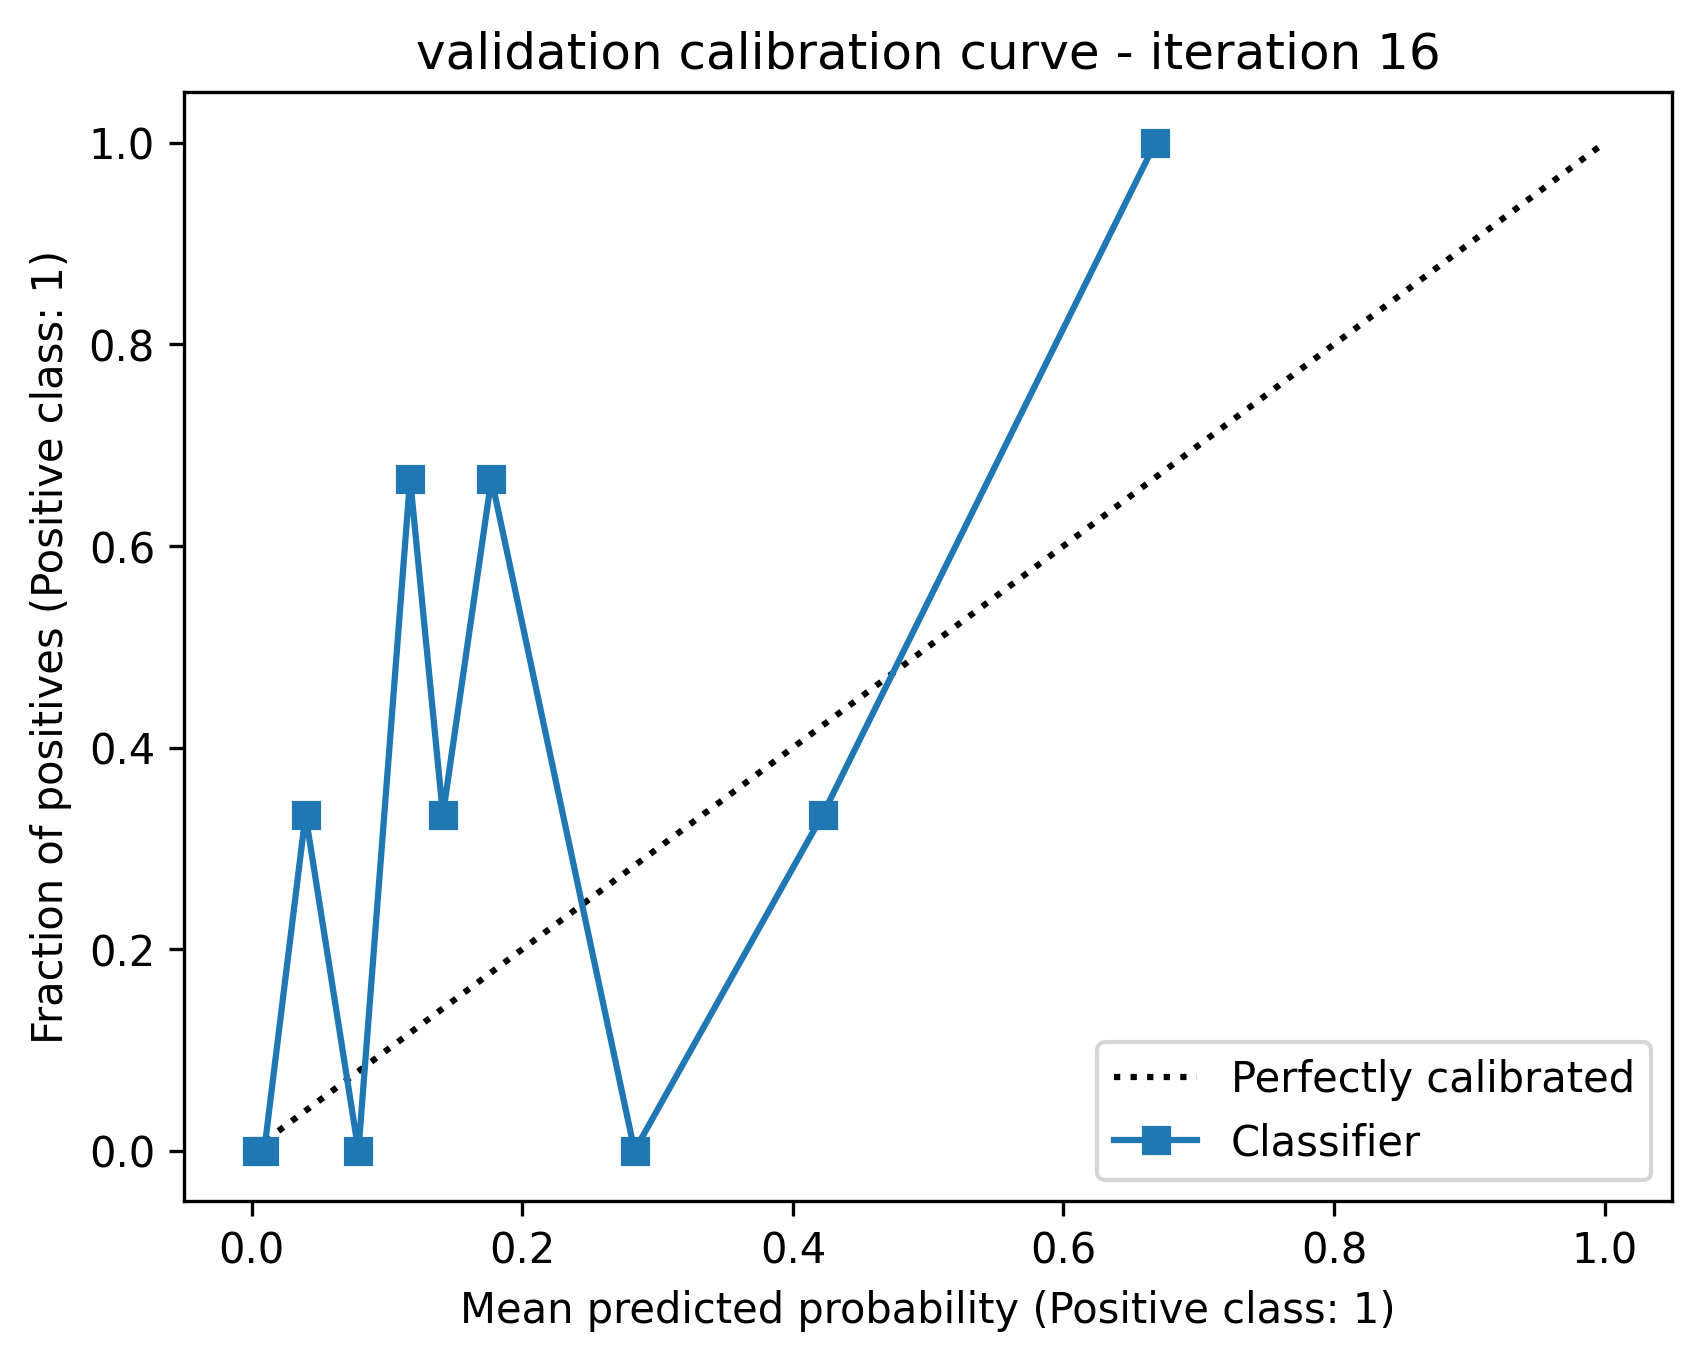 validation calibration curve - iteration 16
Fraction of positives (Positive class: 1)
1.0
0.8
0.6
0.4
0.2
0.0
0.0 0.2 0.4 0.6 0.8 1.0
Mean predicted probability (Positive class: 1)
Perfectly calibrated
Classifier